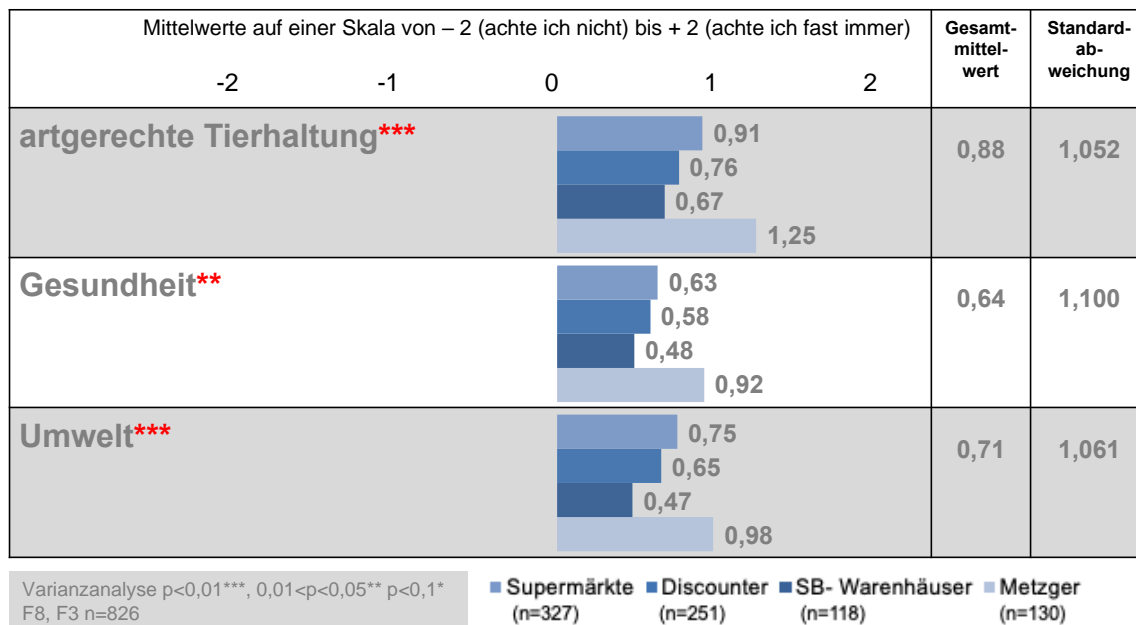 Mittelwerte auf einer Skala von – 2 (achte ich nicht) bis + 2 (achte ich fast immer)
Gesamt-
mittel-
wert
Standard-
ab-
weichung
-2 -1 0 1 2
artgerechte Tierhaltung***
0,91
0,76
0,67
1,25
0,88
1,052
Gesundheit**
0,63
0,58
0,48
0,92
0,64
1,100
Umwelt***
0,75
0,65
0,47
0,98
0,71
1,061
Varianzanalyse p<0,01***, 0,01<p<0,05** p<0,1*
F8, F3 n=826
Supermärkte Discounter SB- Warenhäuser Metzger
(n=327) (n=251) (n=118) (n=130)